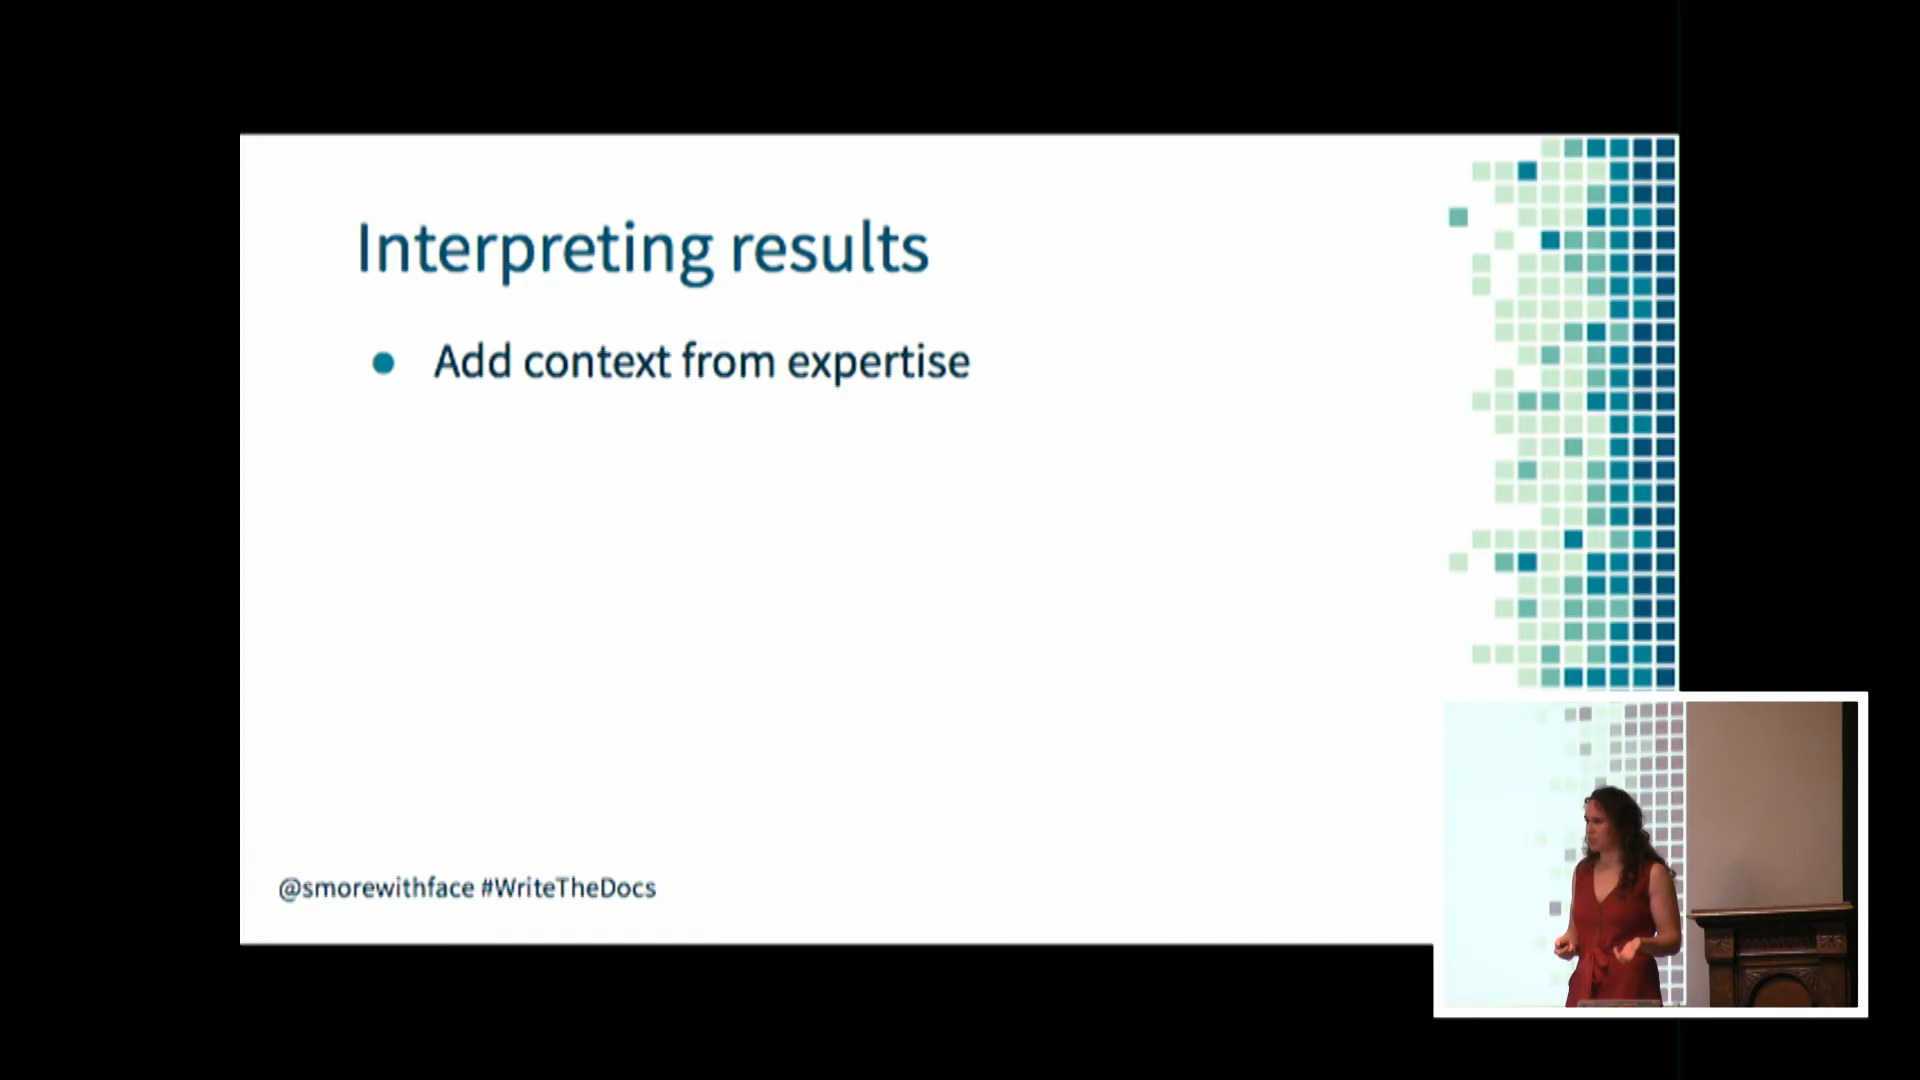 Interpreting results
Add context from expertise
@smorewithface #WriteTheDocs